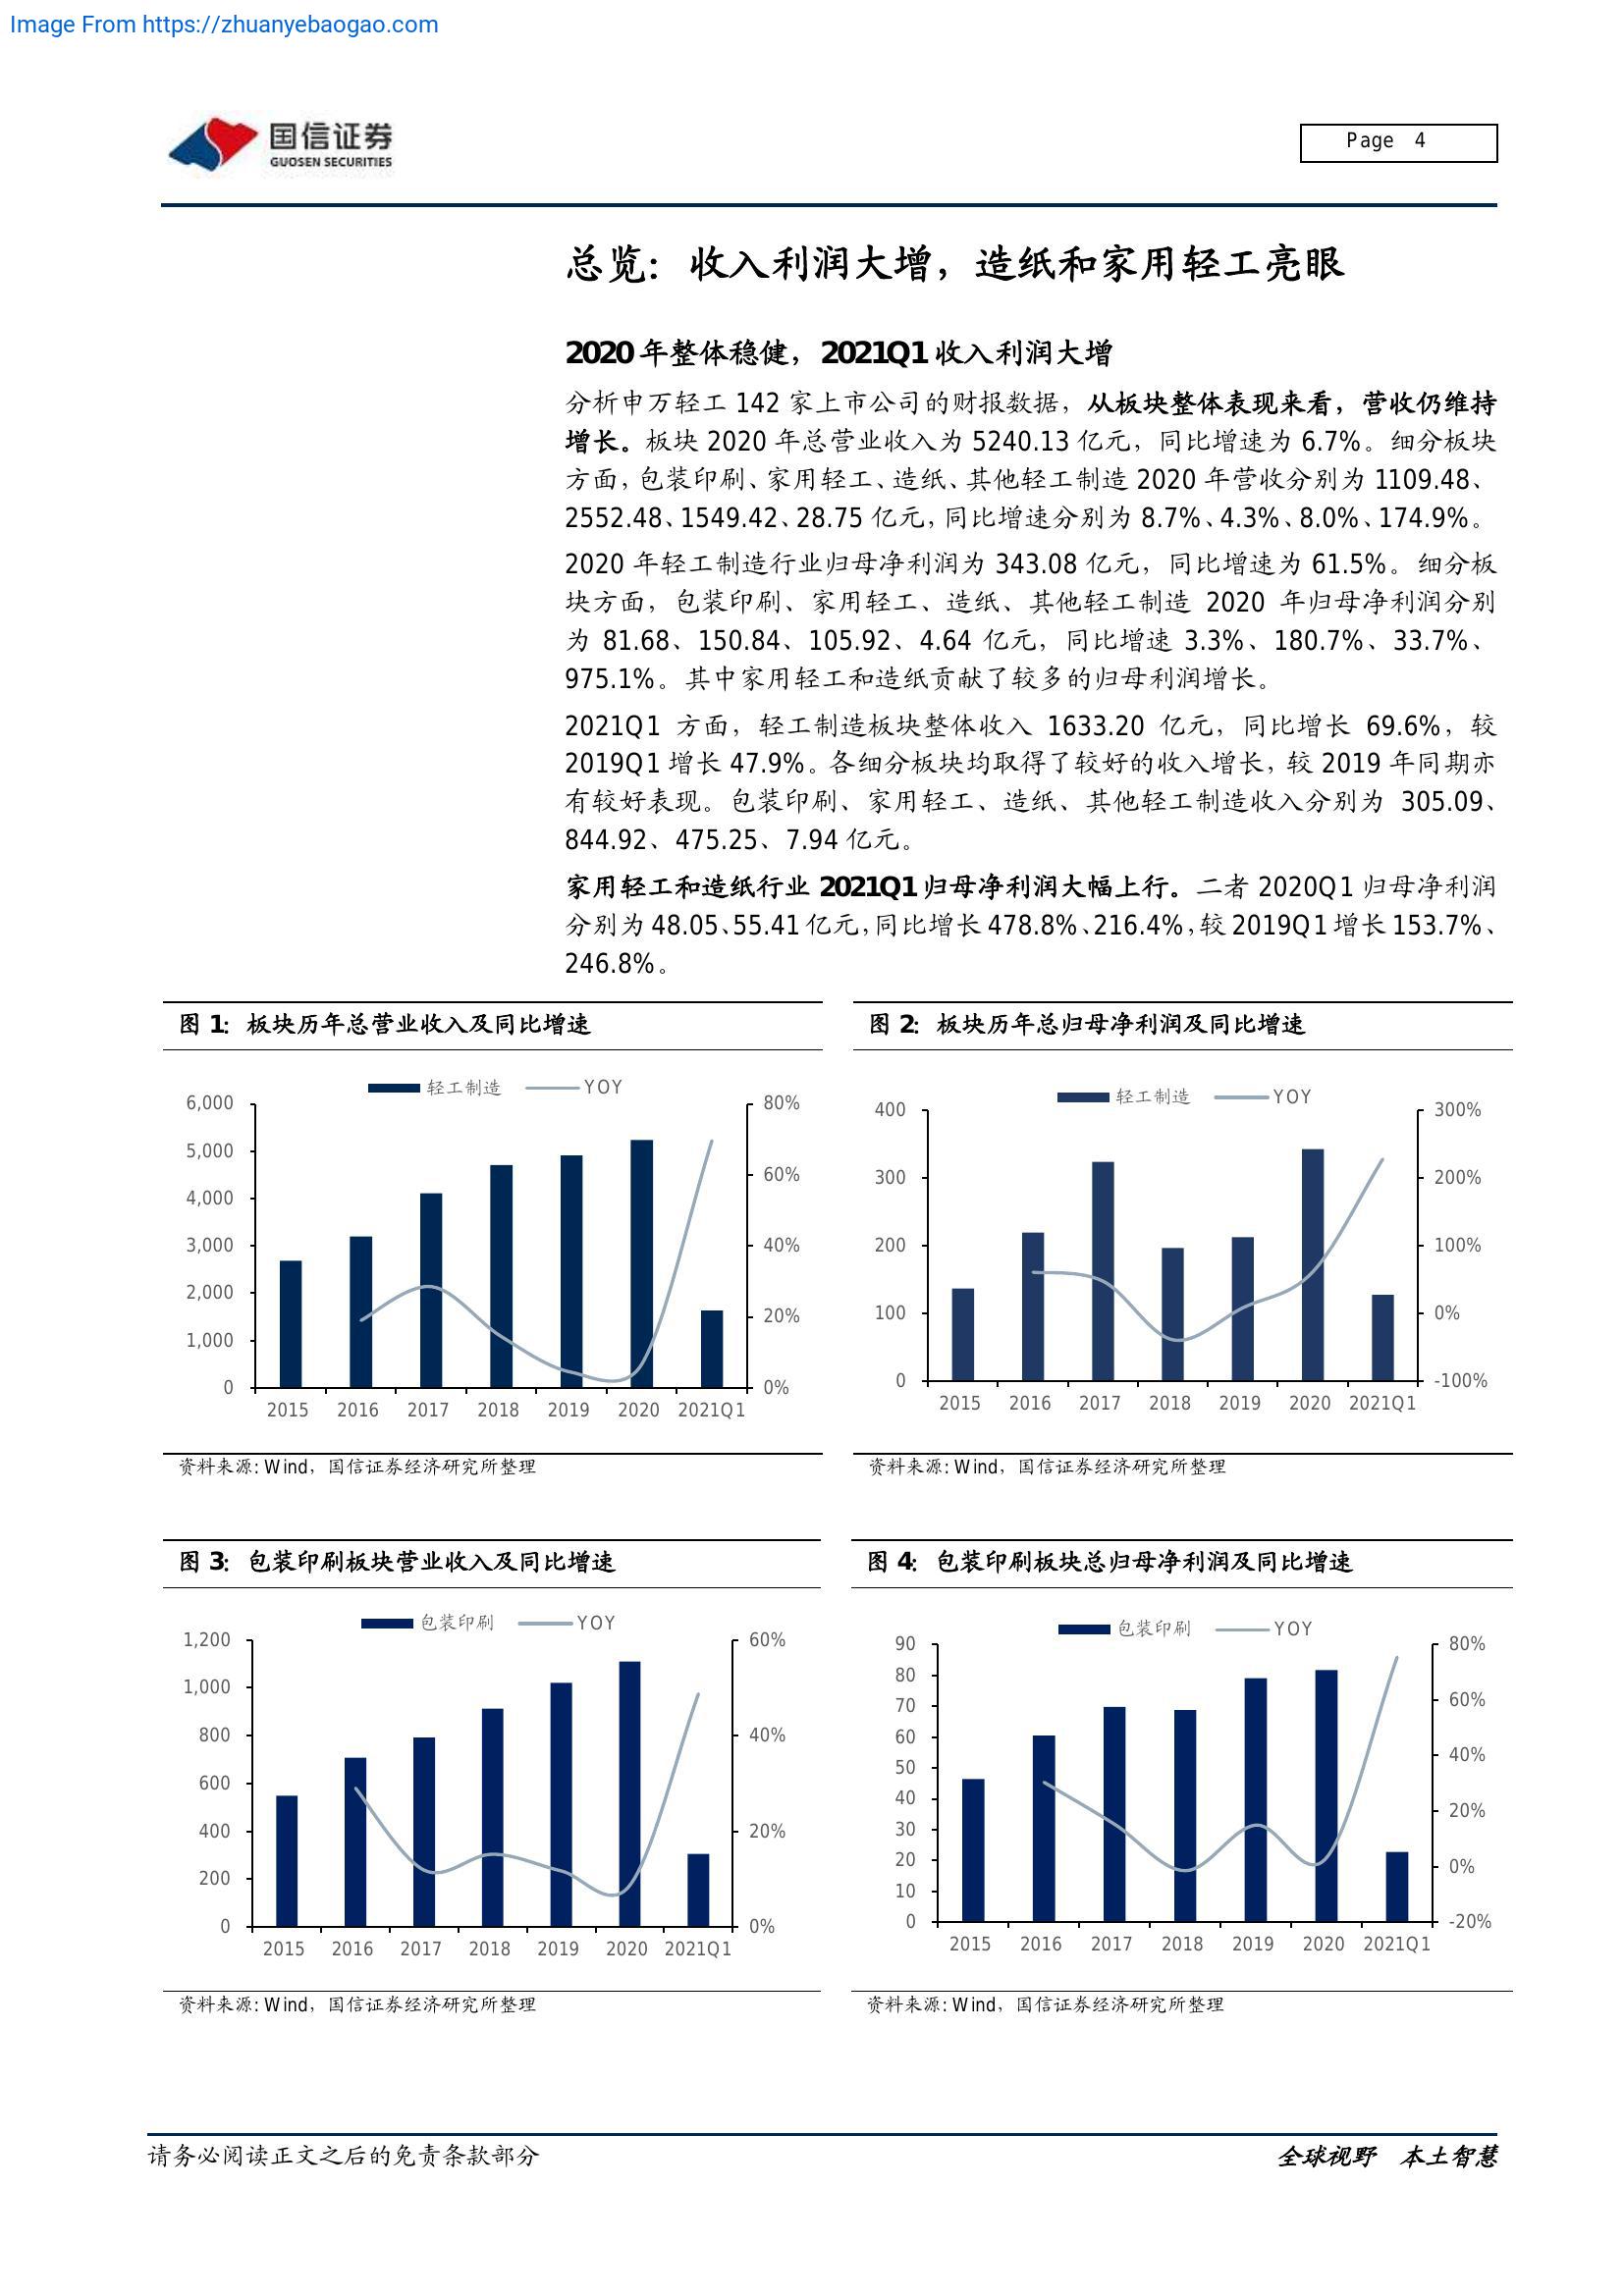 Image From https://zhuanyebaogao.com
国信证券
GUOSEN SECURITIES
Page 4
总览：收入利润大增，造纸和家用轻工亮眼
2020 年整体稳健，2021Q1 收入利润大增
分析申万轻工 142 家上市公司的财报数据，从板块整体表现来看，营收仍维持
增长。板块 2020 年总营业收入为 5240.13 亿元，同比增速为 6.7%。细分板块
方面，包装印刷、家用轻工、造纸、其他轻工制造 2020 年营收分别为 1109.48、
2552.48、1549.42、28.75 亿元，同比增速分别为 8.7%、4.3%、8.0%、174.9%。
2020 年轻工制造行业归母净利润为 343.08 亿元，同比增速为 61.5%。细分板
块方面，包装印刷、家用轻工、造纸、其他轻工制造 2020 年归母净利润分别
为 81.68、150.84、105.92、4.64 亿元，同比增速 3.3%、180.7%、33.7%、
975.1%。其中家用轻工和造纸贡献了较多的归母利润增长。
2021Q1 方面，轻工制造板块整体收入 1633.20 亿元，同比增长 69.6%，较
2019Q1 增长 47.9%。各细分板块均取得了较好的收入增长，较 2019 年同期亦
有较好表现。包装印刷、家用轻工、造纸、其他轻工制造收入分别为 305.09、
844.92、475.25、7.94 亿元。
家用轻工和造纸行业 2021Q1 归母净利润大幅上行。二者 2020Q1 归母净利润
分别为 48.05、55.41 亿元，同比增长 478.8%、216.4%，较 2019Q1 增长 153.7%、
246.8%。
图 1：板块历年总营业收入及同比增速
轻工制造 YOY
6,000
5,000
4,000
3,000
2,000
1,000
0
80%
60%
40%
20%
0%
2015 2016 2017 2018 2019 2020 2021Q1
资料来源：Wind，国信证券经济研究所整理
图 2：板块历年总归母净利润及同比增速
轻工制造 YOY
400
300
200
100
0
300%
200%
100%
0%
-100%
2015 2016 2017 2018 2019 2020 2021Q1
资料来源：Wind，国信证券经济研究所整理
图 3：包装印刷板块营业收入及同比增速
包装印刷 YOY
1,200
1,000
800
600
400
200
0
60%
40%
20%
0%
2015 2016 2017 2018 2019 2020 2021Q1
资料来源：Wind，国信证券经济研究所整理
图 4：包装印刷板块总归母净利润及同比增速
包装印刷 YOY
90
80
70
60
50
40
30
20
10
0
80%
60%
40%
20%
0%
-20%
2015 2016 2017 2018 2019 2020 2021Q1
资料来源：Wind，国信证券经济研究所整理
请务必阅读正文之后的免责条款部分
全球视野 本土智慧